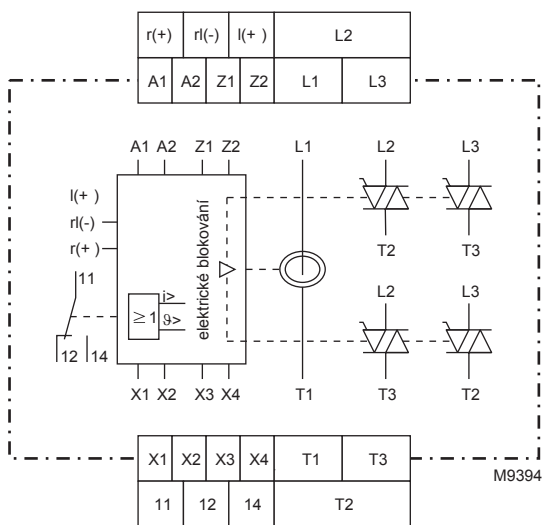 r(+) rl(-) l(+ ) L2
A1 A2 Z1 Z2 L1 L3
A1 A2 Z1 Z2 L1 L2 L3
l(+ )
rl(-)
r(+ )
T2 T3
11
elektrické blokování
i>
≥ 1
ϑ>
L2 L3
12 14
X1 X2 X3 X4 T1 T3 T2
X1 X2 X3 X4 T1 T3
M9394
11 12 14 T2